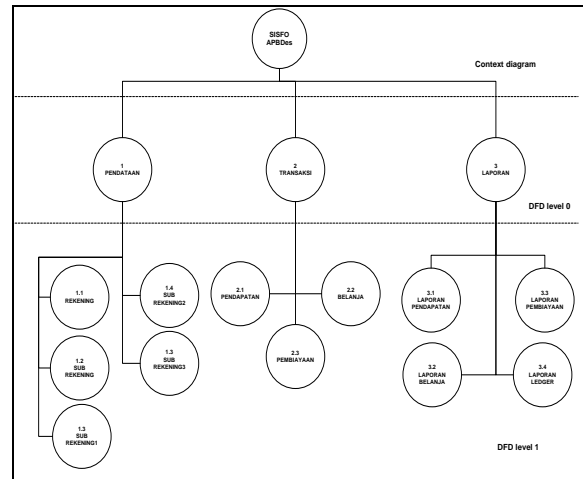 SISFO
APBDes
Context diagram
1
PENDATAAN
2
TRANSAKSI
3
LAPORAN
DFD level 0
1.1
REKENING
1.4
SUB
REKENING2
2.1
PENDAPATAN
2.2
BELANJA
3.1
LAPORAN
PENDAPATAN
3.3
LAPORAN
PEMBIAYAAN
1.2
SUB
REKENING
1.3
SUB
REKENING3
2.3
PEMBIAYAAN
3.2
LAPORAN
BELANJA
3.4
LAPORAN
LEDGER
1.3
SUB
REKENING1
DFD level 1